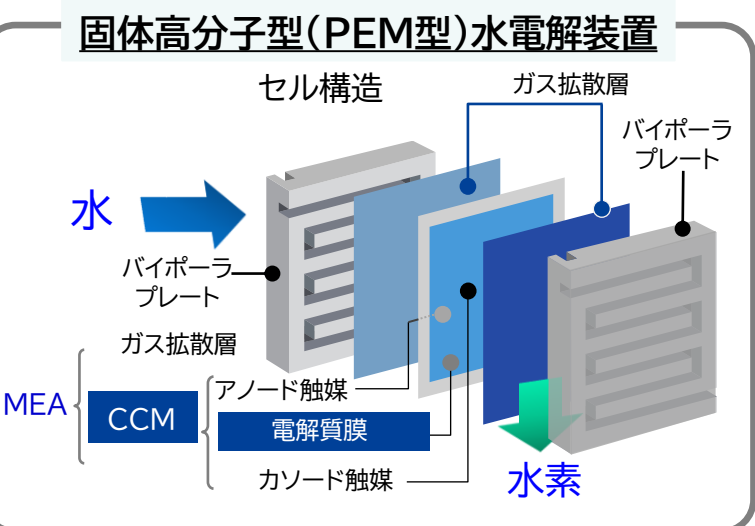 固体高分子型(PEM型)水電解装置
セル構造
ガス拡散層
バイポーラ
プレート
水
バイポーラ
プレート
ガス拡散層
MEA
CCM
アノード触媒
電解質膜
カソード触媒
水素